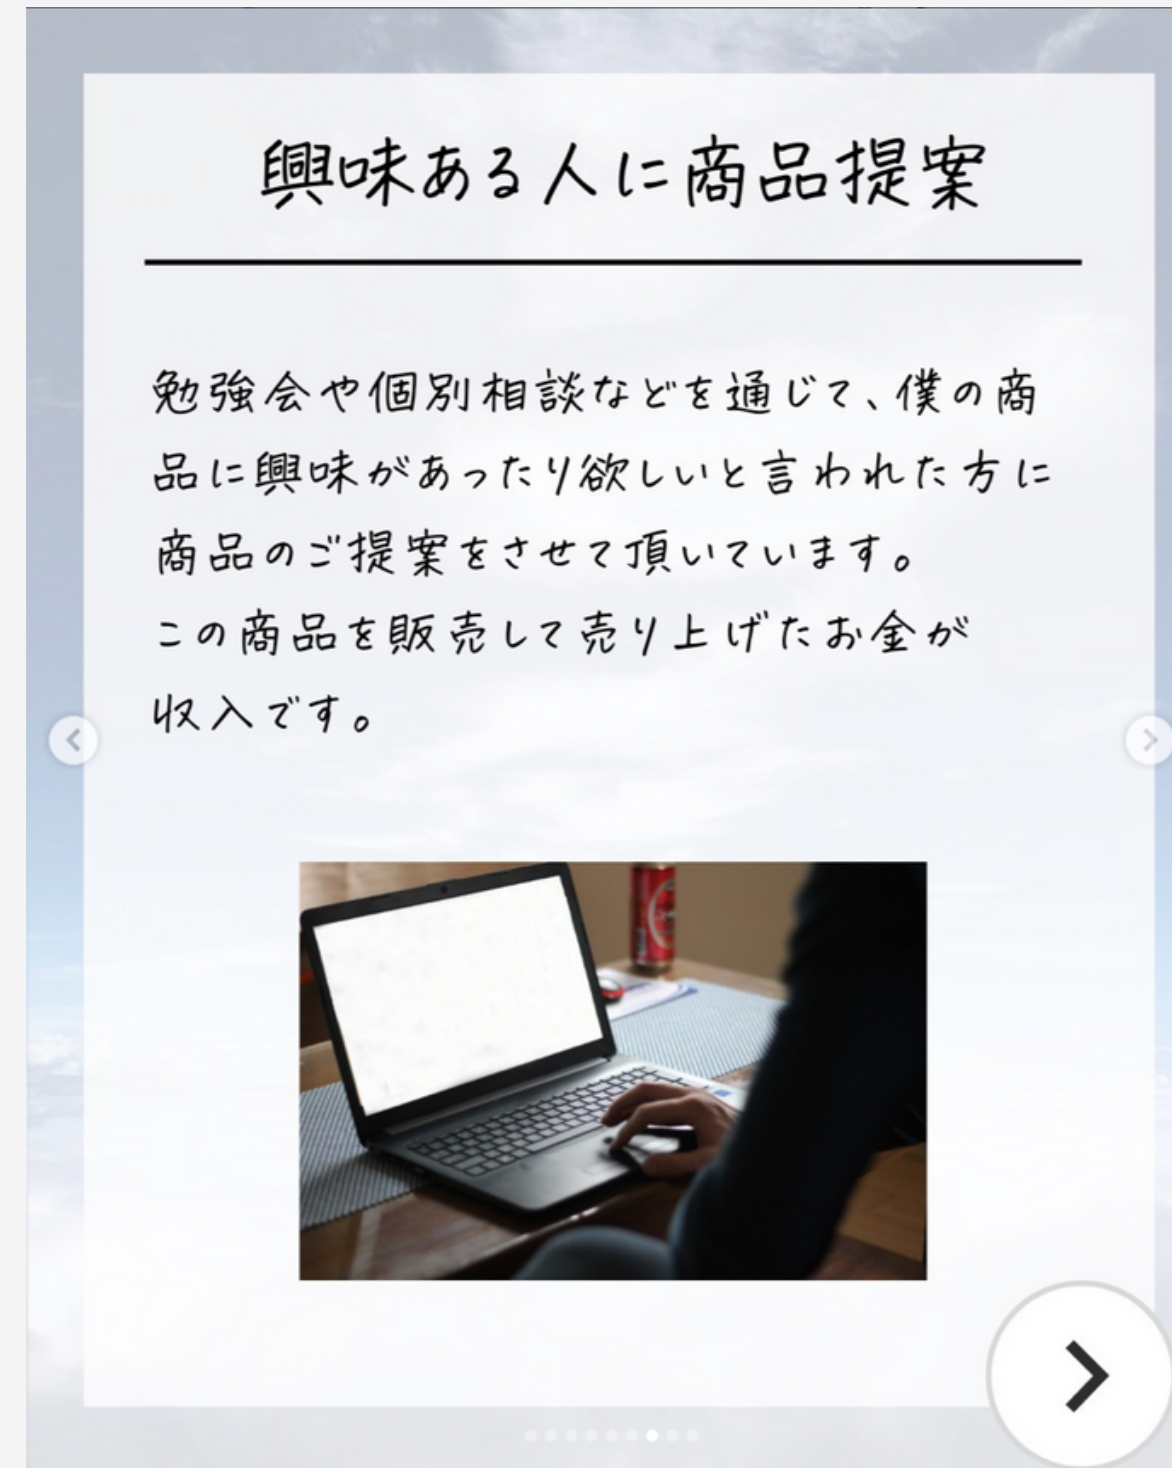 興味ある人に商品提案
勉強会や個別相談などを通じて、僕の商
品に興味があったり欲しいと言われた方に
商品のご提案をさせて頂いています。
この商品を販売して売り上げたお金が
収入です。